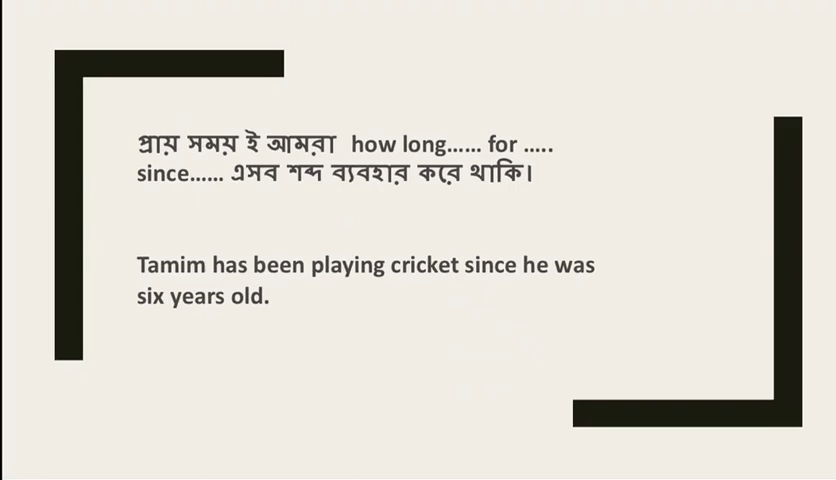 প্রায় সময় ই আমরা how long…… for …..
since…… এসব শব্দ ব্যবহার করে থাকি।
Tamim has been playing cricket since he was
six years old.